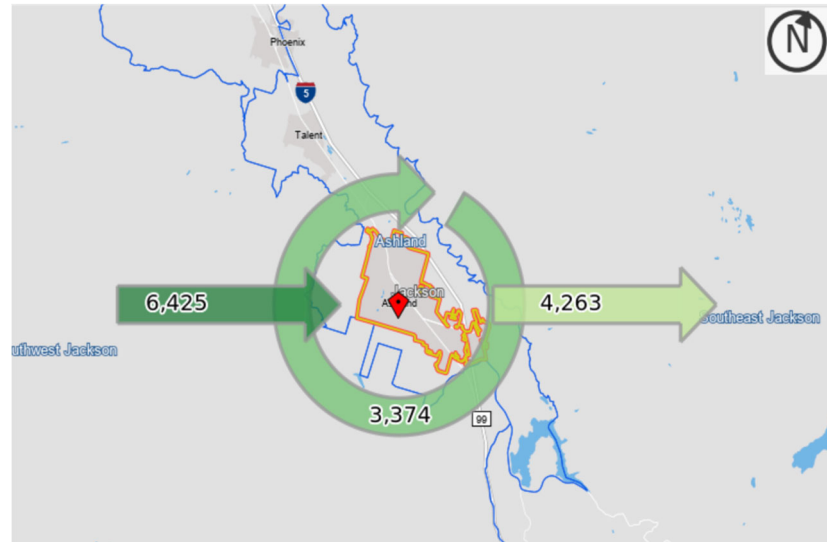 N
Phoenix
5
Talent
Ashland
Jackson
6,425
4,263
Southeast Jackson
uthwest Jackson
3,374
99